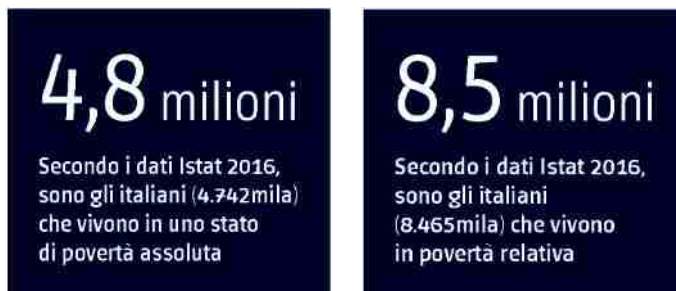 4,8 milioni
Secondo i dati Istat 2016,
sono gli italiani (4.742mila)
che vivono in uno stato
di povertà assoluta
8,5 milioni
Secondo i dati Istat 2016,
sono gli italiani
(8.465mila) che vivono
in povertà relativa